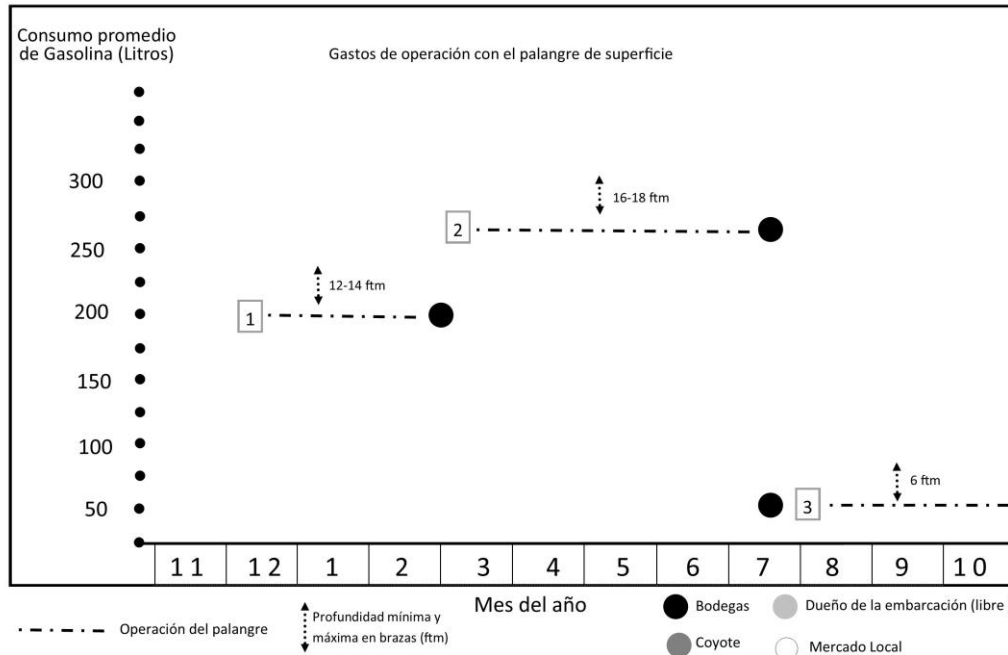 Consumo promedio
de Gasolina (Litros)
Gastos de operación con el palangre de superficie
300
16-18 ftm
2
250
12-14 ftm
200
1
150
100
6 ftm
50
3
11 12 1 2 3 4 5 6 7 8 9 10
Mes del año
Operación del palangre
Profundidad mínima y
máxima en brazas (ftm)
Bodegas
Dueño de la embarcación (libre
Coyote
Mercado Local